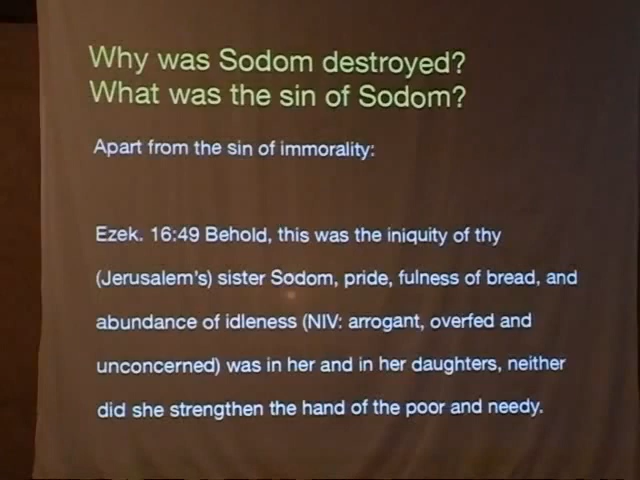 Why was Sodom destroyed?
What was the sin of Sodom?
Apart from the sin of immorality:
Ezek. 16:49 Behold, this was the iniquity of thy
(Jerusalem's) sister Sodom, pride, fulness of bread, and
abundance of idleness (NIV: arrogant, overfed and
unconcerned) was in her and in her daughters, neither
did she strengthen the hand of the poor and needy.